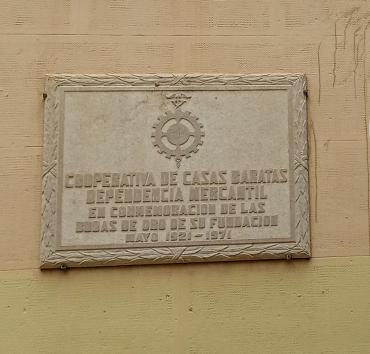 COOPERATIVA DE CASAS BARATAS
DEPENDENCIA MERCANTIL
EN CONMEMORACION DE LAS
BODAS DE ORO DE SU FUNDACION
MAYO 1921-1971